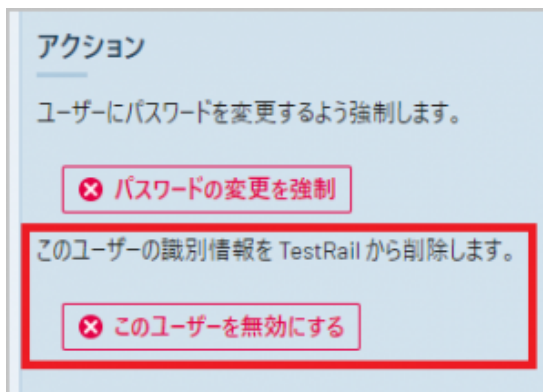 アクション
ユーザーにパスワードを変更するよう強制します。
パスワードの変更を強制
このユーザーの識別情報を TestRail から削除します。
このユーザーを無効にする